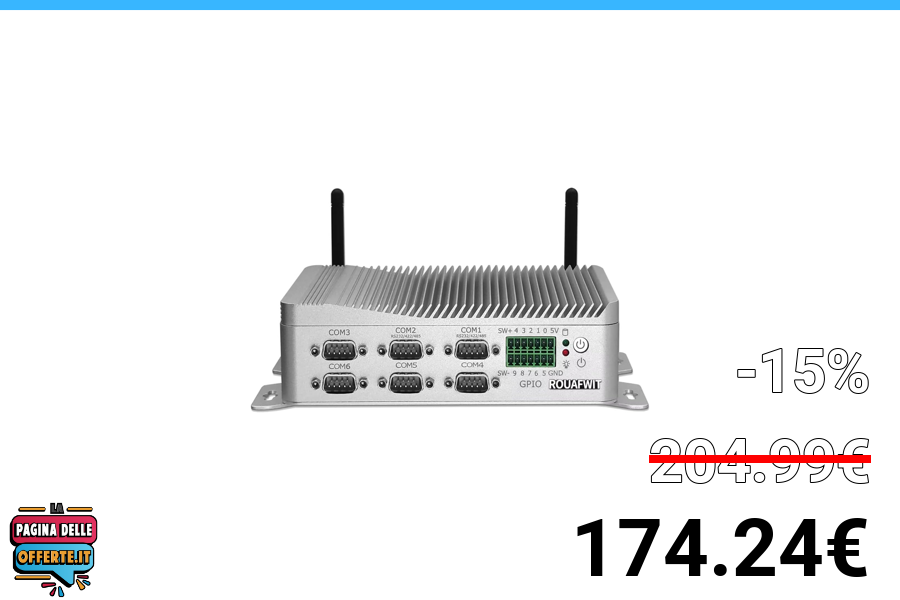 COM3
COM2
RS232/422/485
COM1
RS232/422/485
SW+ 4 3 2 1 0 5V
COM6
COM5
COM4
SW- 9 8 7 6 5 GND
GPIO
ROUAFWIT
-15%
204.99€
174.24€
LA
PAGINA DELLE
OFFERTE.IT